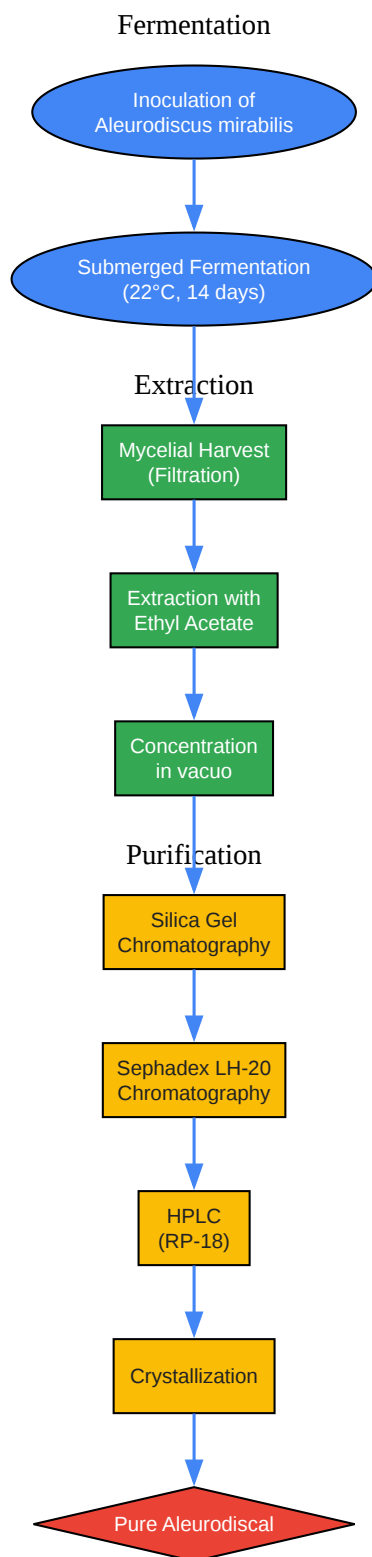 Fermentation
Inoculation of
Aleurodiscus mirabilis
Submerged Fermentation
(22°C, 14 days)
Extraction
Mycelial Harvest
(Filtration)
Extraction with
Ethyl Acetate
Concentration
in vacuo
Purification
Silica Gel
Chromatography
Sephadex LH-20
Chromatography
HPLC
(RP-18)
Crystallization
Pure Aleurodiscal